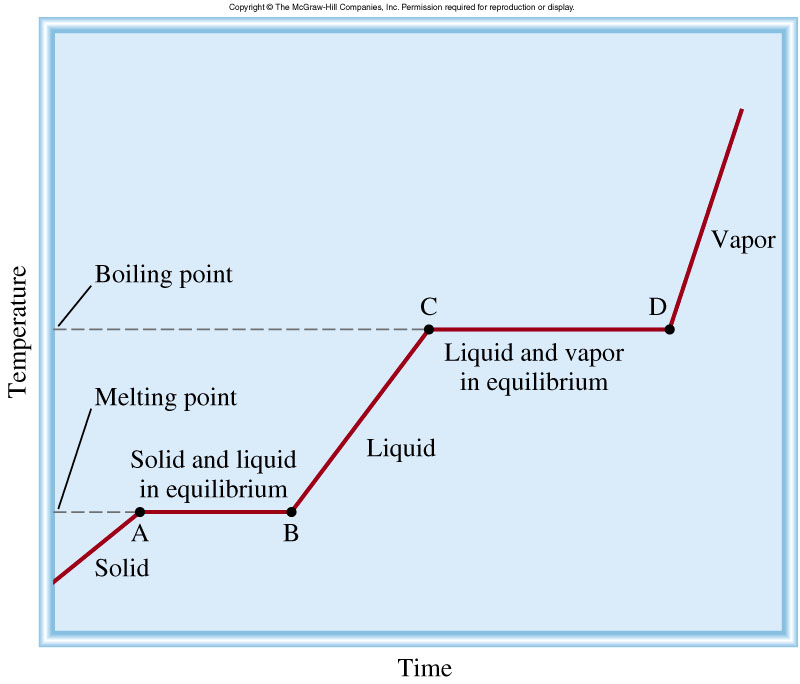 Copyright © The McGraw-Hill Companies, Inc. Permission required for reproduction or display.
Vapor
Boiling point
C
D
Liquid and vapor
in equilibrium
Temperature
Melting point
Liquid
Solid and liquid
in equilibrium
A
B
Solid
Time